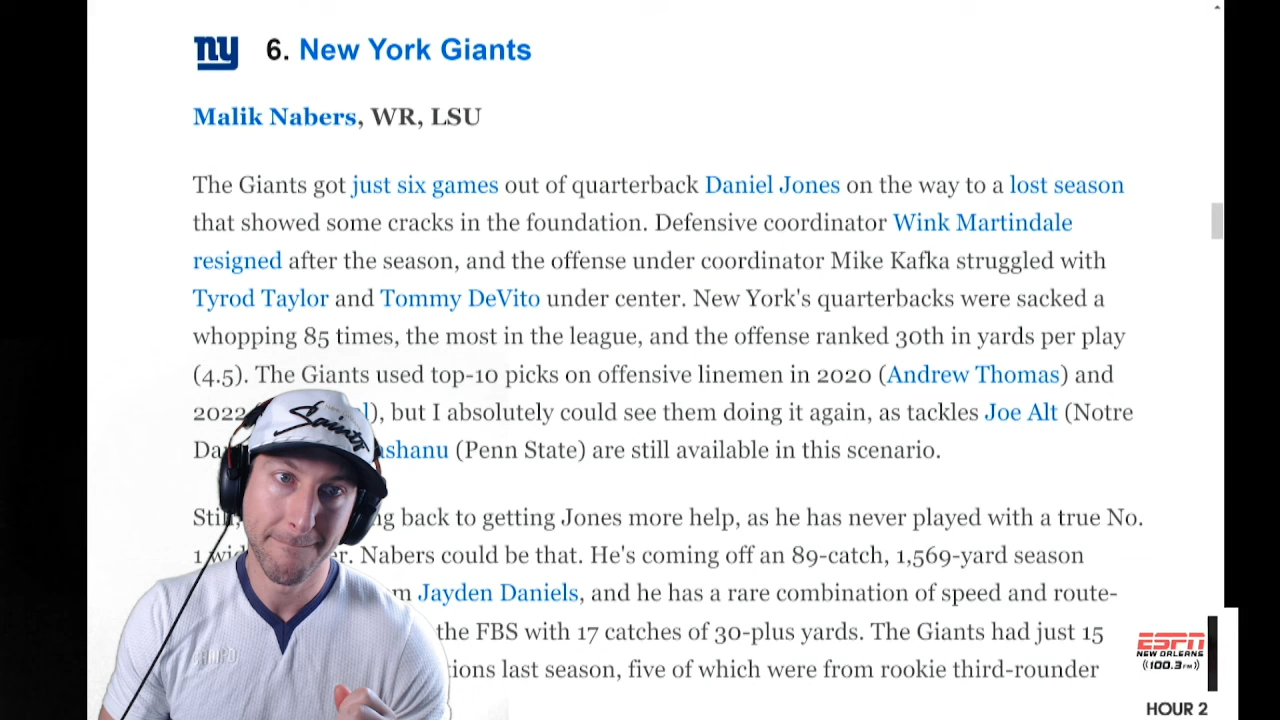 ny
6. New York Giants
Malik Nabers, WR, LSU
The Giants got just six games out of quarterback Daniel Jones on the way to a lost season
that showed some cracks in the foundation. Defensive coordinator Wink Martindale
resigned after the season, and the offense under coordinator Mike Kafka struggled with
Tyrod Taylor and Tommy DeVito under center. New York's quarterbacks were sacked a
whopping 85 times, the most in the league, and the offense ranked 30th in yards per play
(4.5). The Giants used top-10 picks on offensive linemen in 2020 (Andrew Thomas) and
2022 l), but I absolutely could see them doing it again, as tackles Joe Alt (Notre
ashanu (Penn State) are still available in this scenario.
back to getting Jones more help, as he has never played with a true No.
1 Nabers could be that. He's coming off an 89-catch, 1,569-yard season
Jayden Daniels, and he has a rare combination of speed and route-
the FBS with 17 catches of 30-plus yards. The Giants had just 15
last season, five of which were from rookie third-rounder
Saints
ESPN
NEW ORLEANS
100.3 FM
HOUR 2